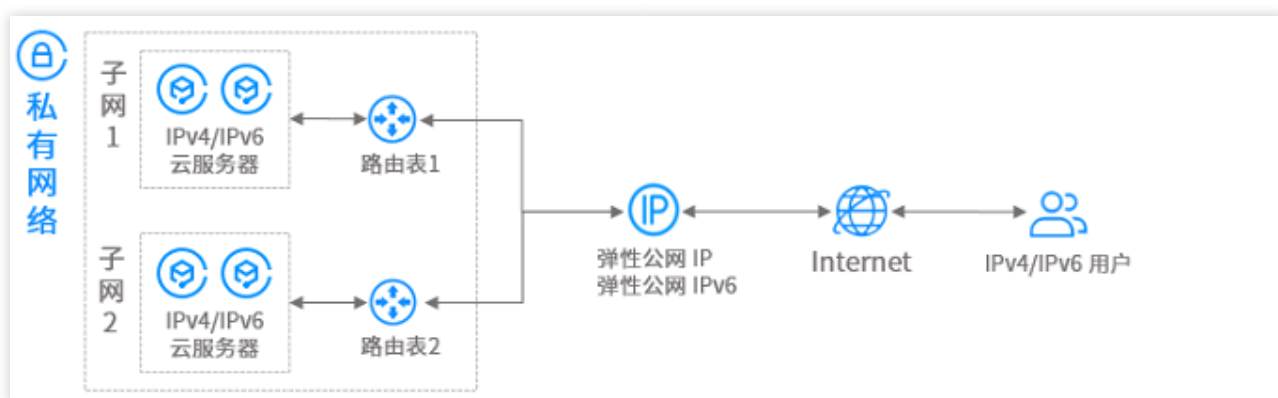 私有网络
子网1
IPv4/IPv6
云服务器
路由表1
子网2
IPv4/IPv6
云服务器
路由表2
IP
弹性公网 IP
弹性公网 IPv6
Internet
IPv4/IPv6 用户